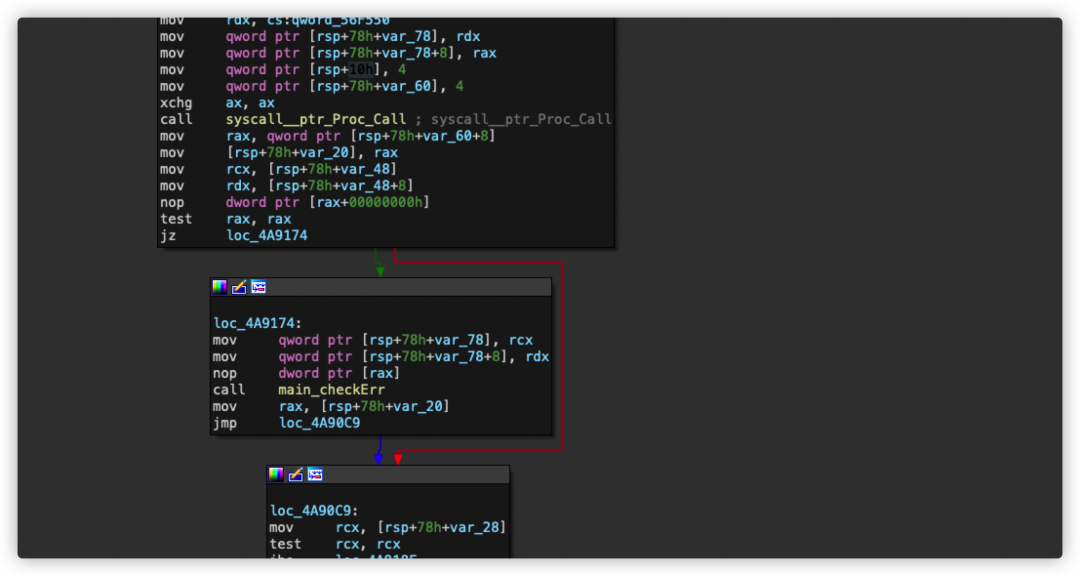 mov     rdx, cs:qword_56F550
mov     qword ptr [rsp+78h+var_78], rdx
mov     qword ptr [rsp+78h+var_78+8], rax
mov     qword ptr [rsp+10h], 4
mov     qword ptr [rsp+78h+var_60], 4
xchg    ax, ax
call    syscall__ptr_Proc_Call ; syscall__ptr_Proc_Call
mov     rax, qword ptr [rsp+78h+var_60+8]
mov     [rsp+78h+var_20], rax
mov     rcx, [rsp+78h+var_48]
mov     rdx, [rsp+78h+var_48+8]
nop     dword ptr [rax+00000000h]
test    rax, rax
jz      loc_4A9174
loc_4A9174:
mov     qword ptr [rsp+78h+var_78], rcx
mov     qword ptr [rsp+78h+var_78+8], rdx
nop     dword ptr [rax]
call    main_checkErr
mov     rax, [rsp+78h+var_20]
jmp     loc_4A90C9
loc_4A90C9:
mov     rcx, [rsp+78h+var_28]
test    rcx, rcx